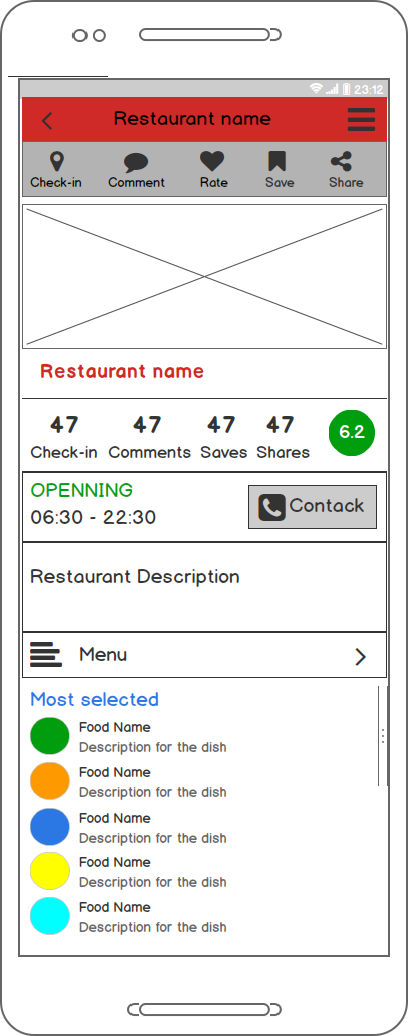 23:12
Restaurant name
Check-in Comment Rate Save Share
Restaurant name
47 47 47 47 6.2
Check-in Comments Saves Shares
OPENNING
06:30 - 22:30
Contack
Restaurant Description
Menu
Most selected
Food Name
Description for the dish
Food Name
Description for the dish
Food Name
Description for the dish
Food Name
Description for the dish
Food Name
Description for the dish